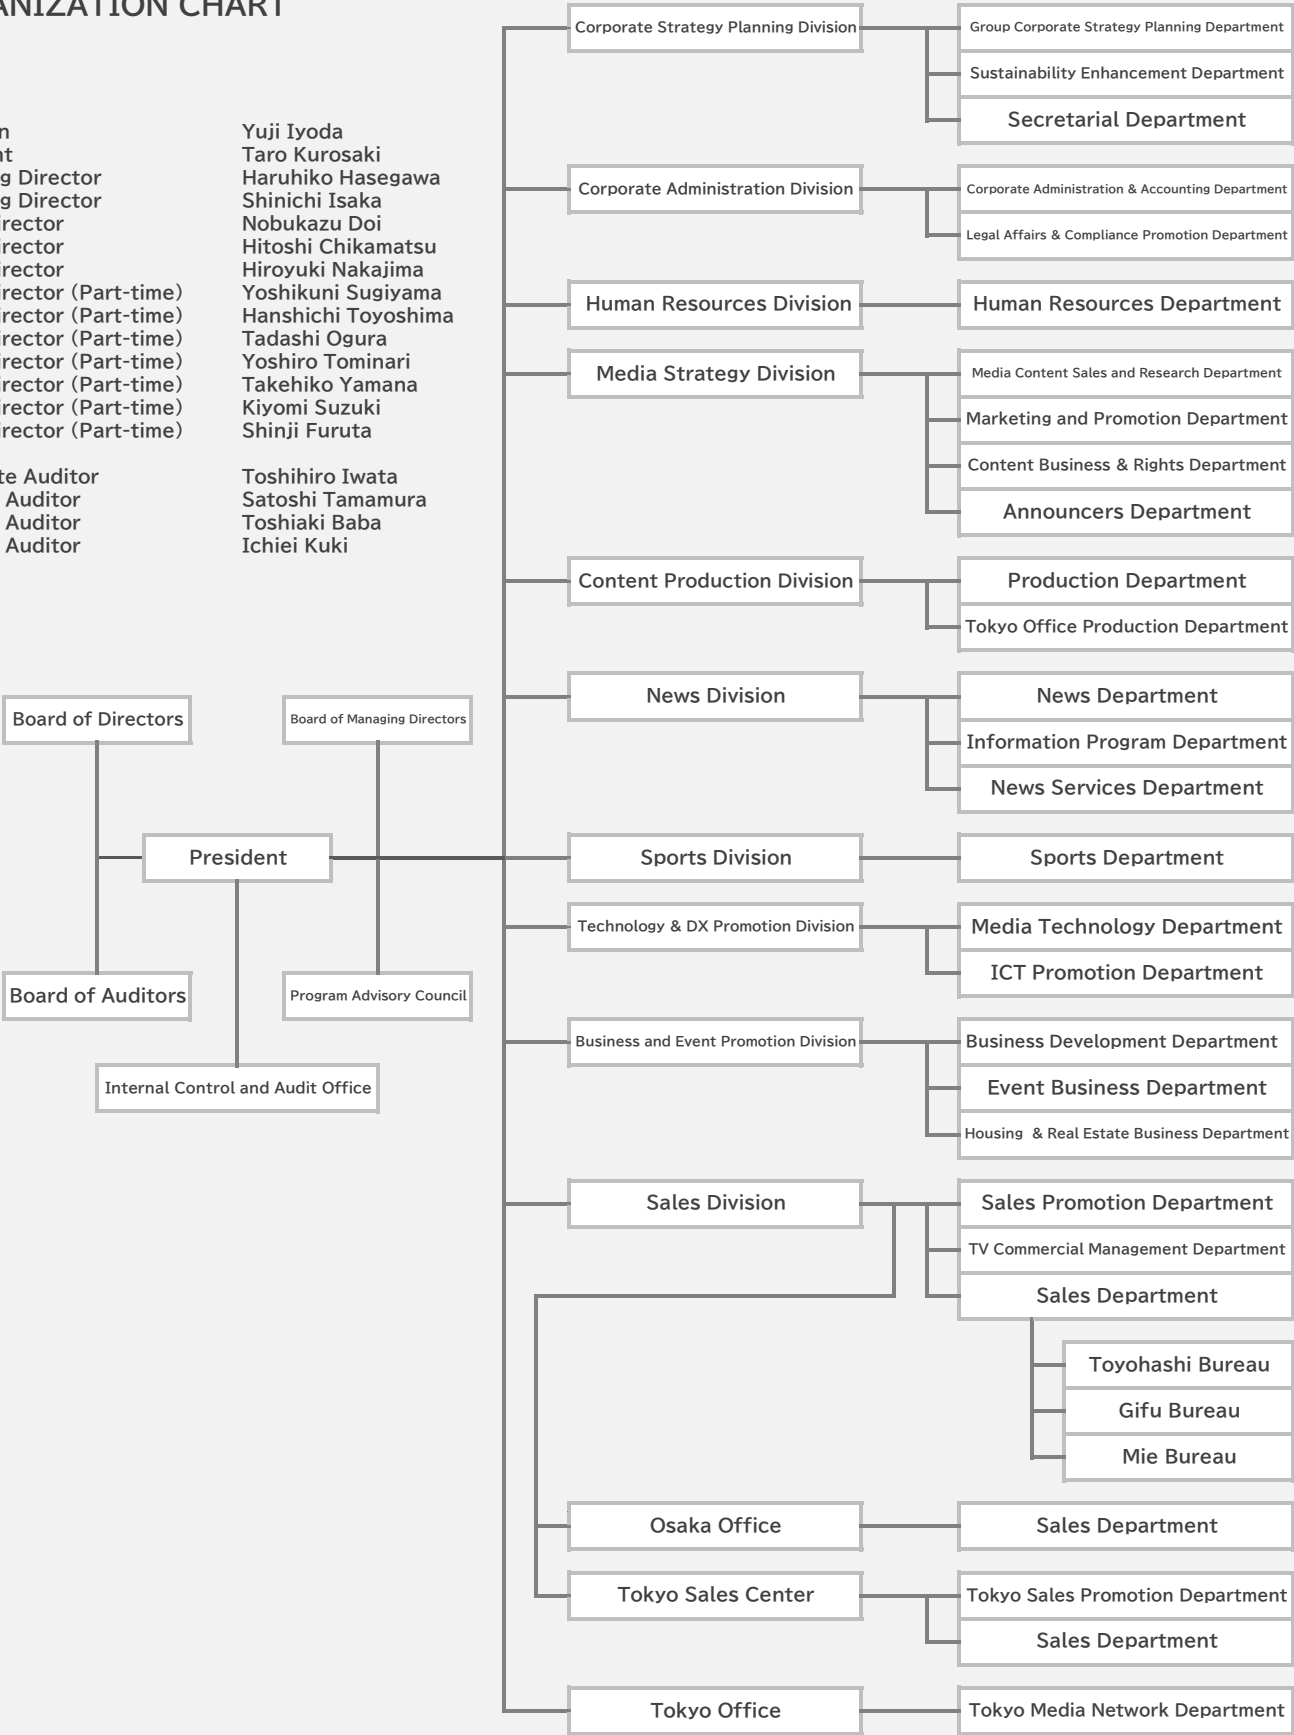 ANIZATION CHART
n Yuji Iyoda
nt Taro Kurosaki
g Director Haruhiko Hasegawa
g Director Shinichi Isaka
irector Nobukazu Doi
irector Hitoshi Chikamatsu
irector Hiroyuki Nakajima
irector (Part-time) Yoshikuni Sugiyama
irector (Part-time) Hanshichi Toyoshima
irector (Part-time) Tadashi Ogura
irector (Part-time) Yoshiro Tominari
irector (Part-time) Takehiko Yamana
irector (Part-time) Kiyomi Suzuki
irector (Part-time) Shinji Furuta
te Auditor Toshihiro Iwata
Auditor Satoshi Tamamura
Auditor Toshiaki Baba
Auditor Ichiei Kuki
Board of Directors
Board of Managing Directors
President
Board of Auditors
Program Advisory Council
Internal Control and Audit Office
Corporate Strategy Planning Division
Group Corporate Strategy Planning Department
Sustainability Enhancement Department
Secretarial Department
Corporate Administration Division
Corporate Administration & Accounting Department
Legal Affairs & Compliance Promotion Department
Human Resources Division
Human Resources Department
Media Strategy Division
Media Content Sales and Research Department
Marketing and Promotion Department
Content Business & Rights Department
Announcers Department
Content Production Division
Production Department
Tokyo Office Production Department
News Division
News Department
Information Program Department
News Services Department
Sports Division
Sports Department
Technology & DX Promotion Division
Media Technology Department
ICT Promotion Department
Business and Event Promotion Division
Business Development Department
Event Business Department
Housing & Real Estate Business Department
Sales Division
Sales Promotion Department
TV Commercial Management Department
Sales Department
Toyohashi Bureau
Gifu Bureau
Mie Bureau
Osaka Office
Sales Department
Tokyo Sales Center
Tokyo Sales Promotion Department
Sales Department
Tokyo Office
Tokyo Media Network Department